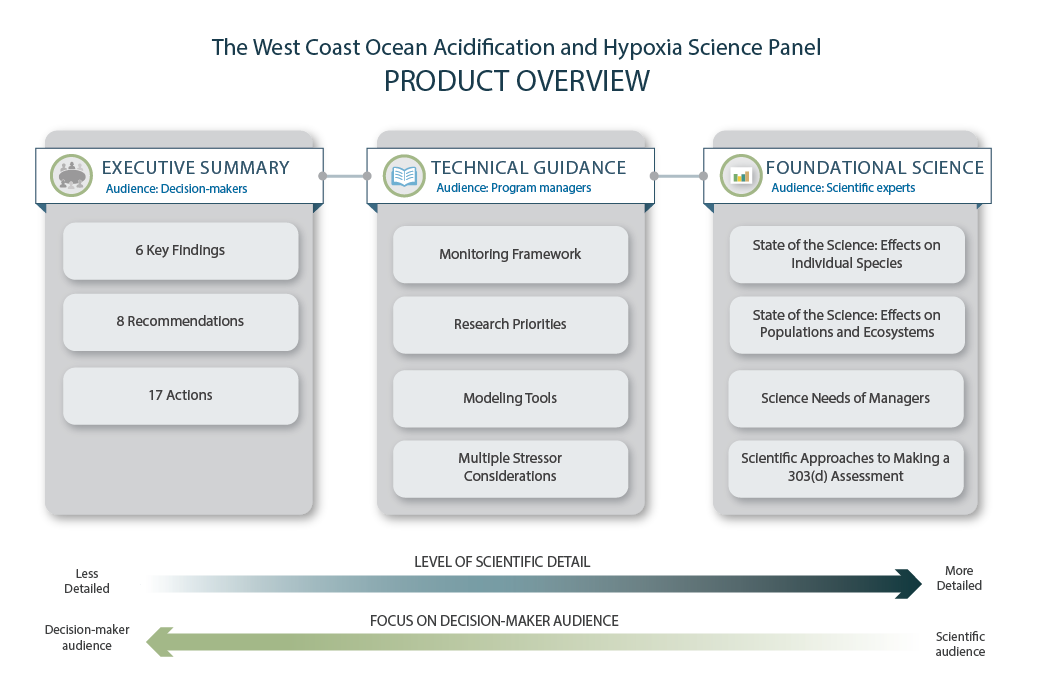 The West Coast Ocean Acidification and Hypoxia Science Panel
PRODUCT OVERVIEW
EXECUTIVE SUMMARY
Audience: Decision-makers
6 Key Findings
8 Recommendations
17 Actions
TECHNICAL GUIDANCE
Audience: Program managers
Monitoring Framework
Research Priorities
Modeling Tools
Multiple Stressor
Considerations
FOUNDATIONAL SCIENCE
Audience: Scientific experts
State of the Science: Effects on
Individual Species
State of the Science: Effects on
Populations and Ecosystems
Science Needs of Managers
Scientific Approaches to Making a
303(d) Assessment
LEVEL OF SCIENTIFIC DETAIL
Less
Detailed
More
Detailed
FOCUS ON DECISION-MAKER AUDIENCE
Decision-maker
audience
Scientific
audience